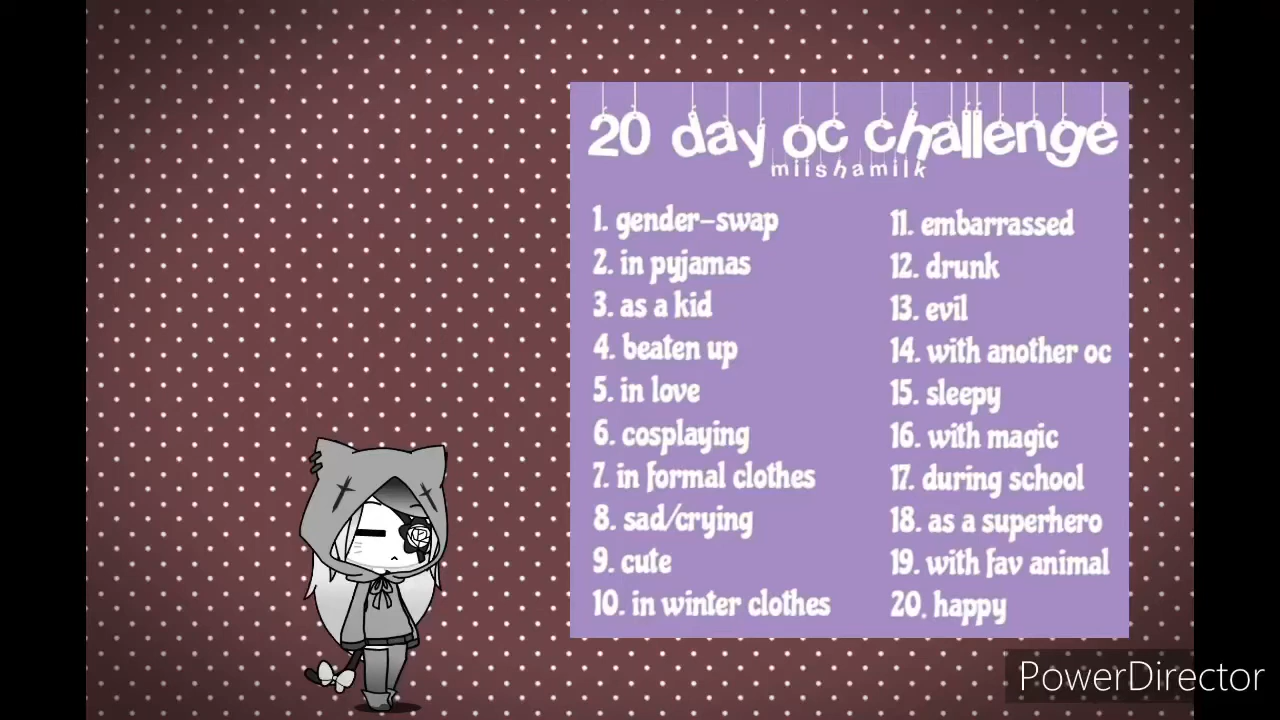 20 day oc challenge
miishamilk
1. gender-swap
2. in pyjamas
3. as a kid
4. beaten up
5. in love
6. cosplaying
7. in formal clothes
8. sad/crying
9. cute
10. in winter clothes
11. embarrassed
12. drunk
13. evil
14. with another oc
15. sleepy
16. with magic
17. during school
18. as a superhero
19. with fav animal
20. happy
PowerDirector